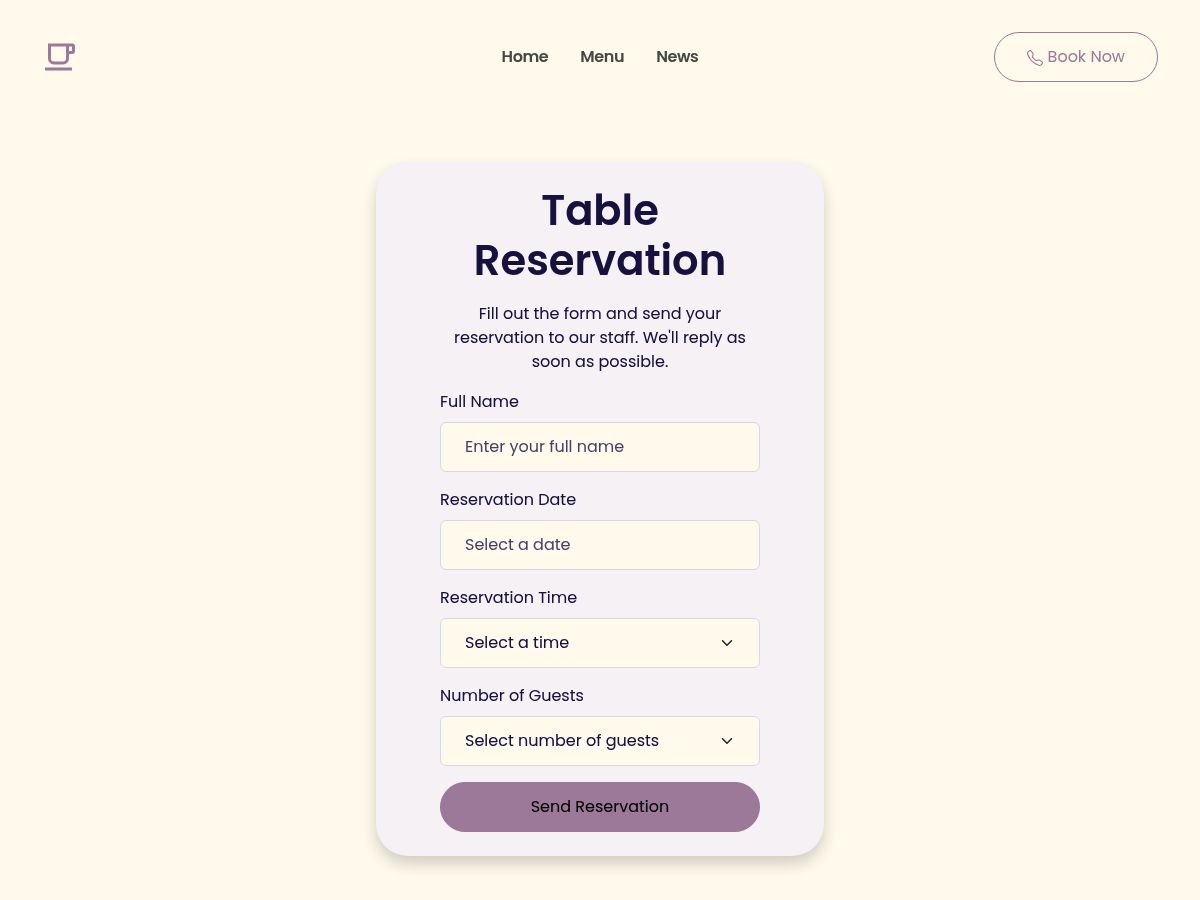 Home
Menu
News
Book Now
Table
Reservation
Fill out the form and send your
reservation to our staff. We'll reply as
soon as possible.
Full Name
Enter your full name
Reservation Date
Select a date
Reservation Time
Select a time
Number of Guests
Select number of guests
Send Reservation